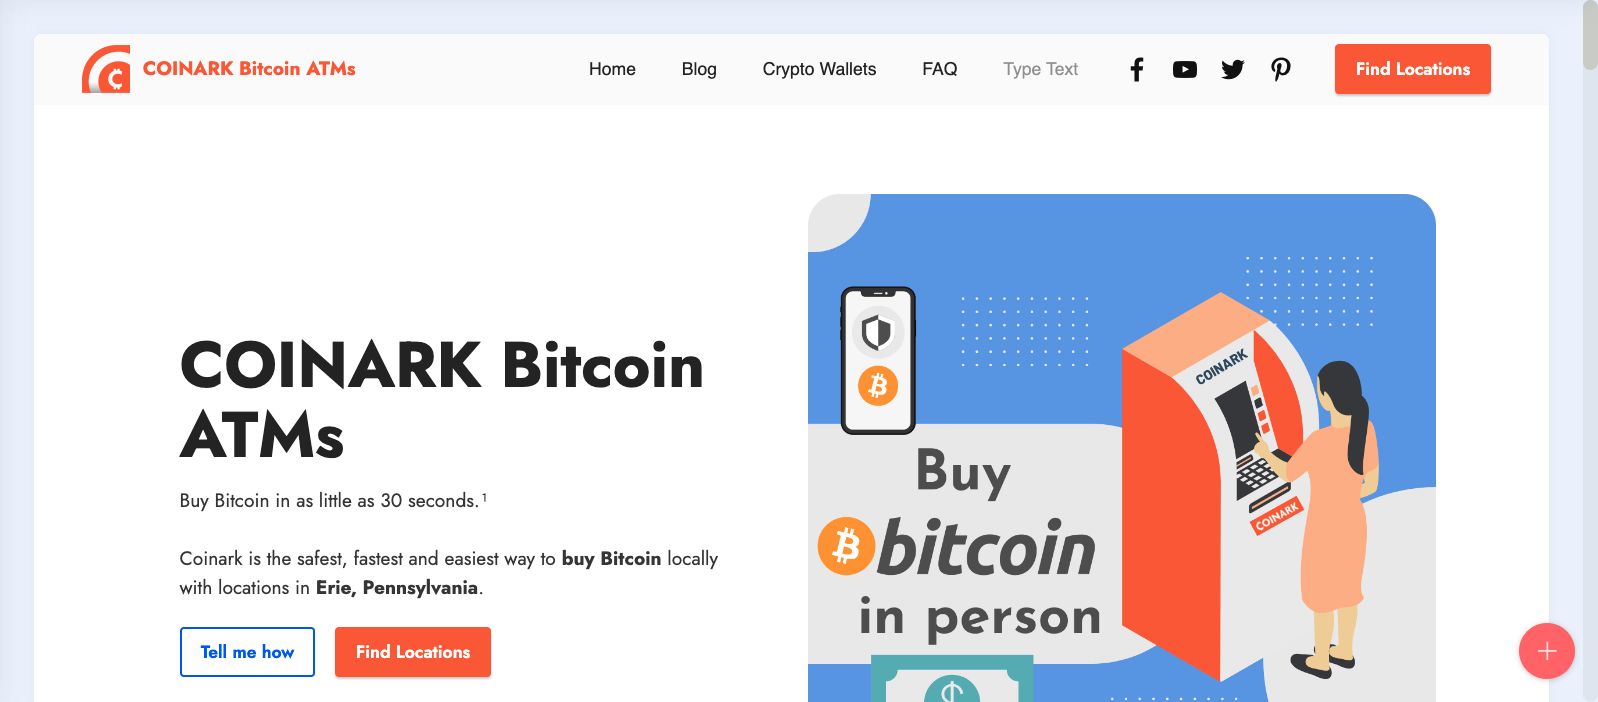 COINARK Bitcoin ATMs
Home
Blog
Crypto Wallets
FAQ
Type Text
Find Locations
COINARK Bitcoin
ATMs
Buy Bitcoin in as little as 30 seconds.¹
Coinark is the safest, fastest and easiest way to buy Bitcoin locally
with locations in Erie, Pennsylvania.
Tell me how
Find Locations
COINARK
COINARK
Buy
bitcoin
in person